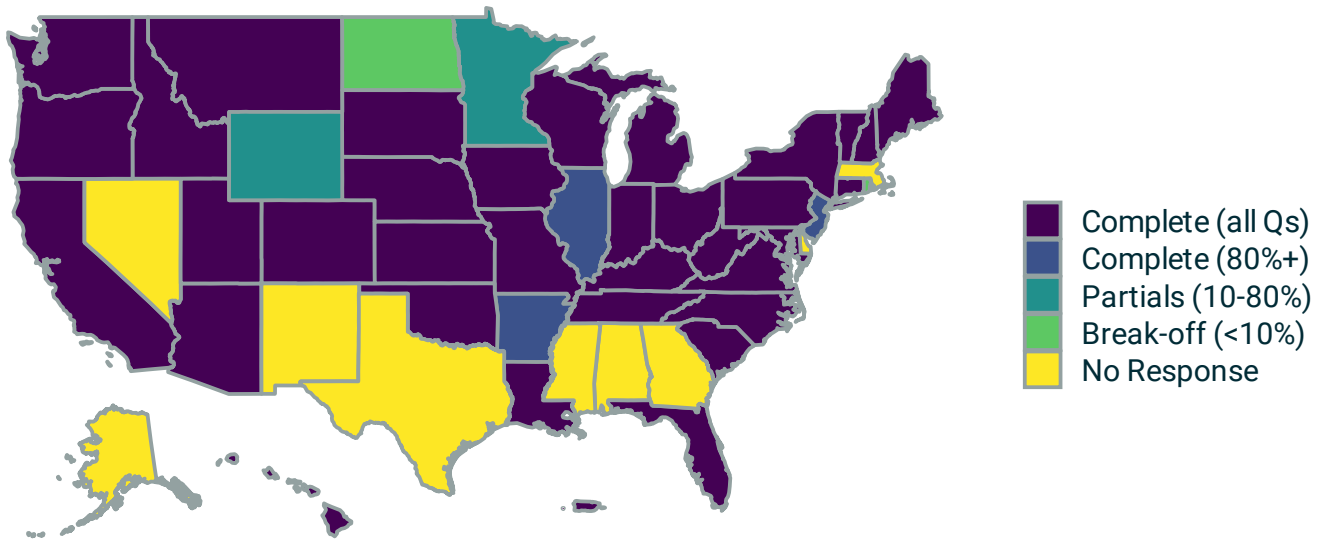 Complete (all Qs)
Complete (80%+)
Partials (10-80%)
Break-off (<10%)
No Response